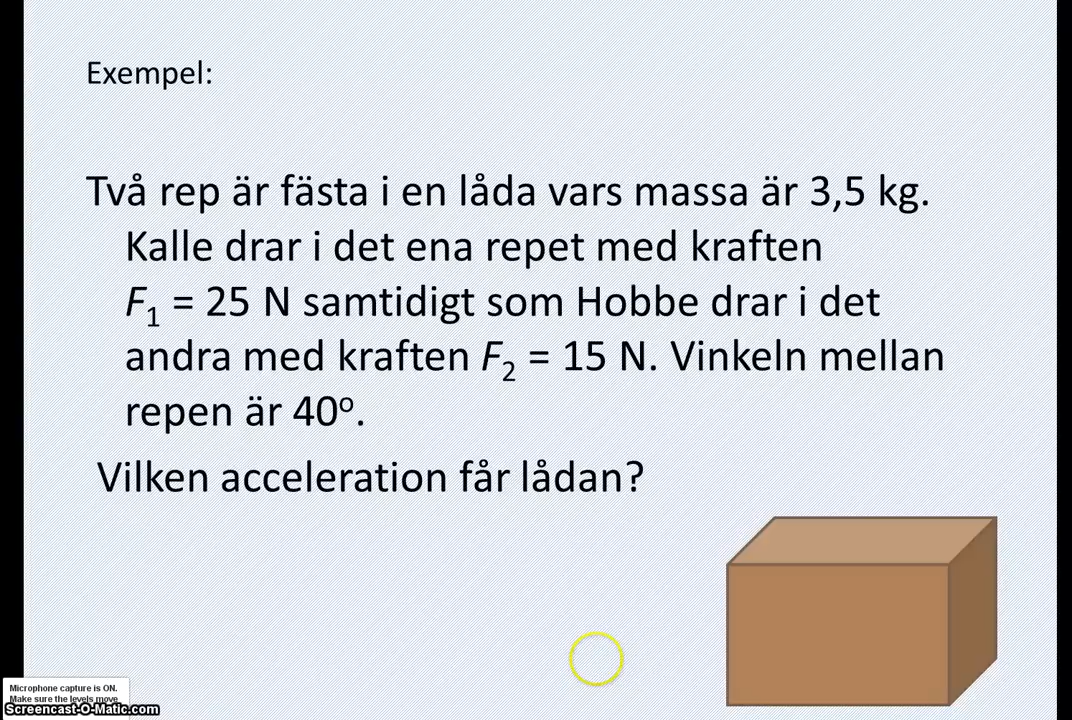 Exempel:
Två rep är fästa i en låda vars massa är 3,5 kg.
Kalle drar i det ena repet med kraften
F₁ = 25 N samtidigt som Hobbe drar i det
andra med kraften F₂ = 15 N. Vinkeln mellan
repen är 40º.
Vilken acceleration får lådan?
Microphone capture is ON.
Make sure the levels move
Screencast-O-Matic.com